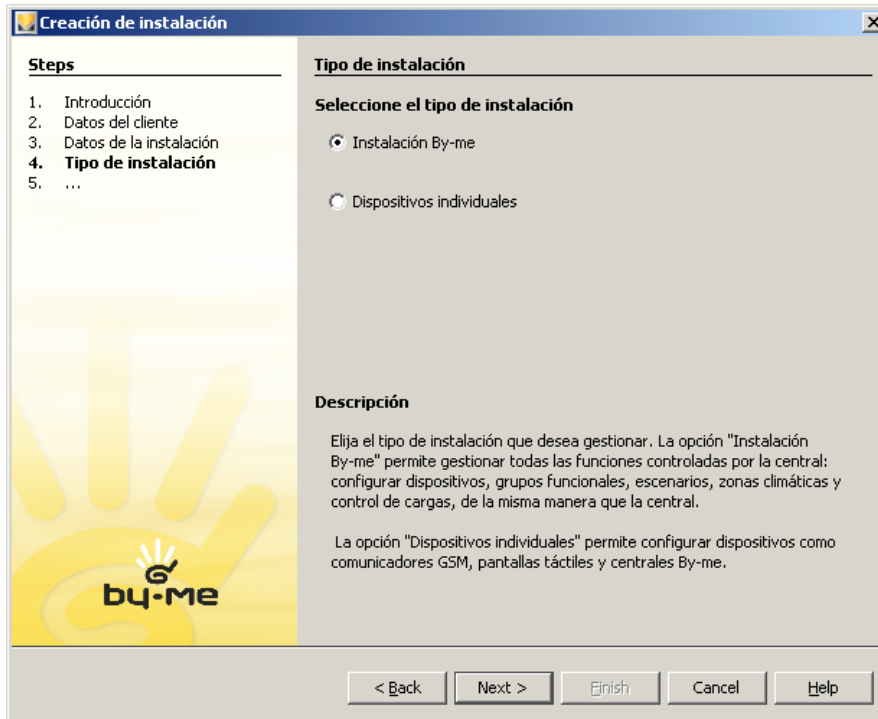 Creación de instalación
Steps
1. Introducción
2. Datos del cliente
3. Datos de la instalación
4. Tipo de instalación
5. ...
by-me
Tipo de instalación
Seleccione el tipo de instalación
Instalación By-me
Dispositivos individuales
Descripción
Elija el tipo de instalación que desea gestionar. La opción "Instalación
By-me" permite gestionar todas las funciones controladas por la central:
configurar dispositivos, grupos funcionales, escenarios, zonas climáticas y
control de cargas, de la misma manera que la central.
La opción "Dispositivos individuales" permite configurar dispositivos como
comunicadores GSM, pantallas táctiles y centrales By-me.
< Back Next > Finish Cancel Help